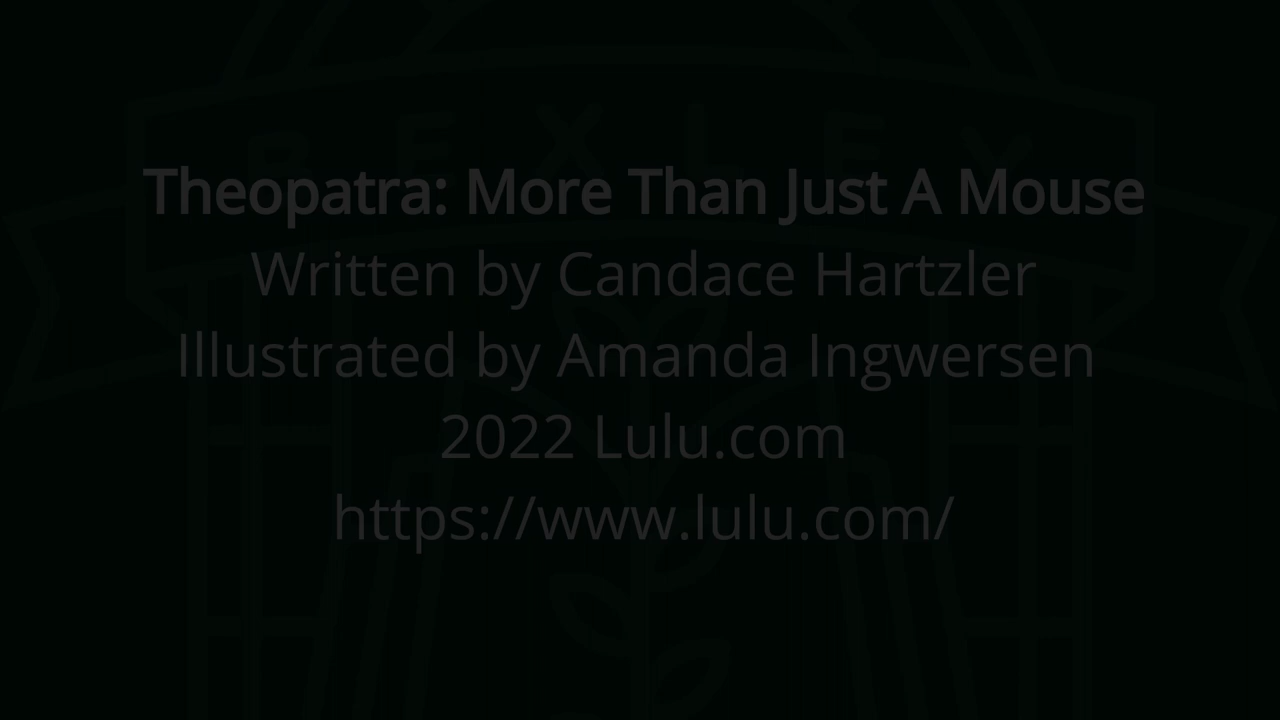 BEXLEY
Theopatra: More Than Just A Mouse
Written by Candace Hartzler
Illustrated by Amanda Ingwersen
2022 Lulu.com
https://www.lulu.com/